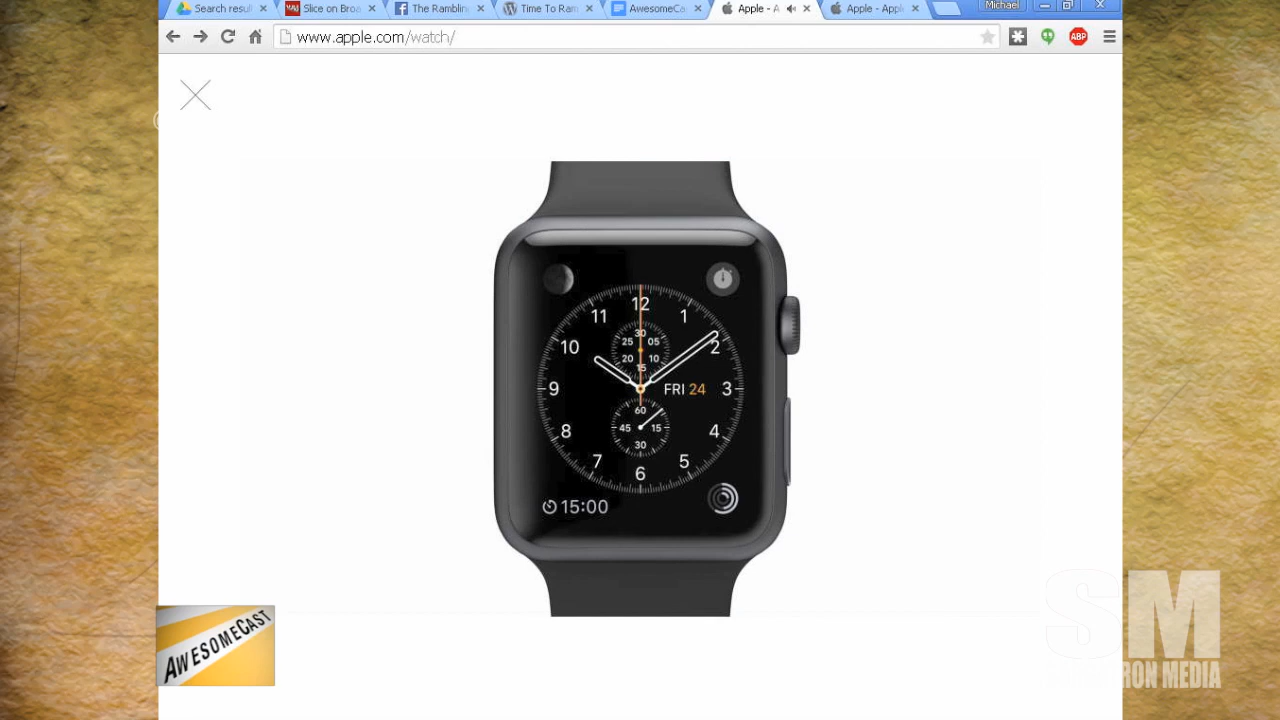 Search resul
Slice on Broa
The Ramblin
Time To Ram
AwesomeCa
Apple - A
Apple - Appl
Michael
www.apple.com/watch/
ABP
12
11 1
10 2
9 3
8 4
7 5
6
30
25 05
20 10
15
FRI 24
60
45 15
30
15:00
AWESOMECAST
SM
TRON MEDIA